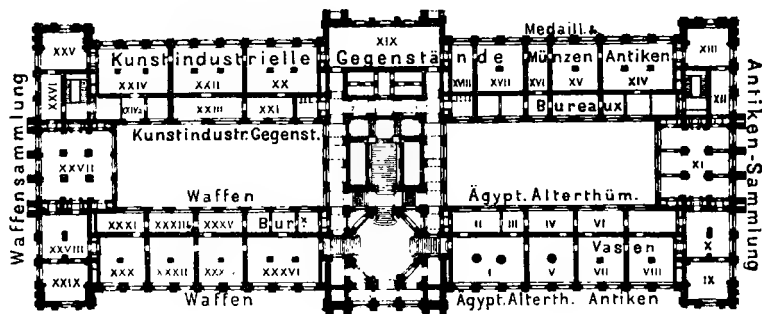 Medaill. &
XXV
Kunstindustrielle Gegenstände Münzen Antiken
XIX
XIII
XXIV XXII XX XVIII XVII XVI XV XIV
XXVI
XII
XXIII XXI
Bureaux
Kunstindustr. Gegenst.
Waffensammlung
Antiken-Sammlung
XXVII
XI
Waffen
Ägypt. Alterthüm.
XXXI XXXIII XXXV Bur.
II III IV VI
XXVIII
Vasen
X
XXX XXXII XXXVI
I V VII VIII
XXIX
IX
Waffen
Ägypt. Alterth. Antiken